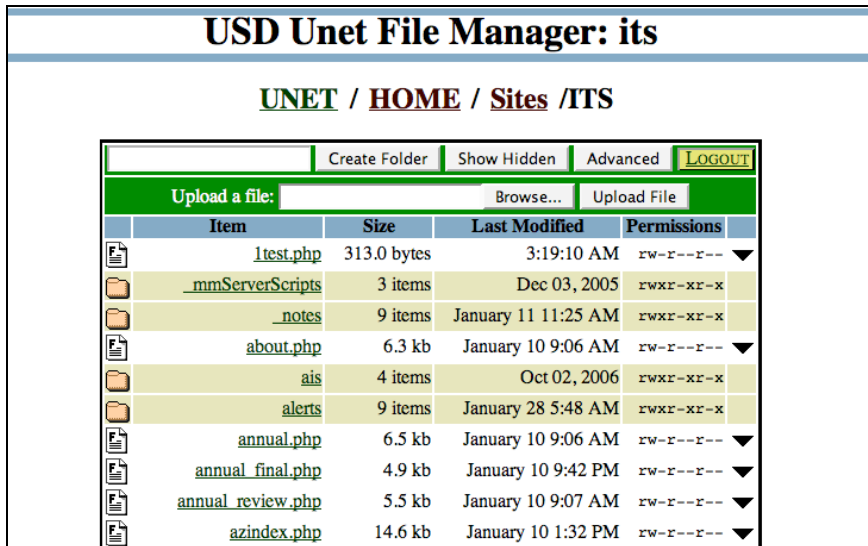 USD Unet File Manager: its
UNET / HOME / Sites /ITS
Create Folder Show Hidden Advanced LOGOUT
Upload a file: Browse... Upload File
Item Size Last Modified Permissions
1test.php 313.0 bytes 3:19:10 AM rw-r--r--
_mmServerScripts 3 items Dec 03, 2005 rwxr-xr-x
_notes 9 items January 11 11:25 AM rwxr-xr-x
about.php 6.3 kb January 10 9:06 AM rw-r--r--
ais 4 items Oct 02, 2006 rwxr-xr-x
alerts 9 items January 28 5:48 AM rwxr-xr-x
annual.php 6.5 kb January 10 9:06 AM rw-r--r--
annual_final.php 4.9 kb January 10 9:42 PM rw-r--r--
annual_review.php 5.5 kb January 10 9:07 AM rw-r--r--
azindex.php 14.6 kb January 10 1:32 PM rw-r--r--